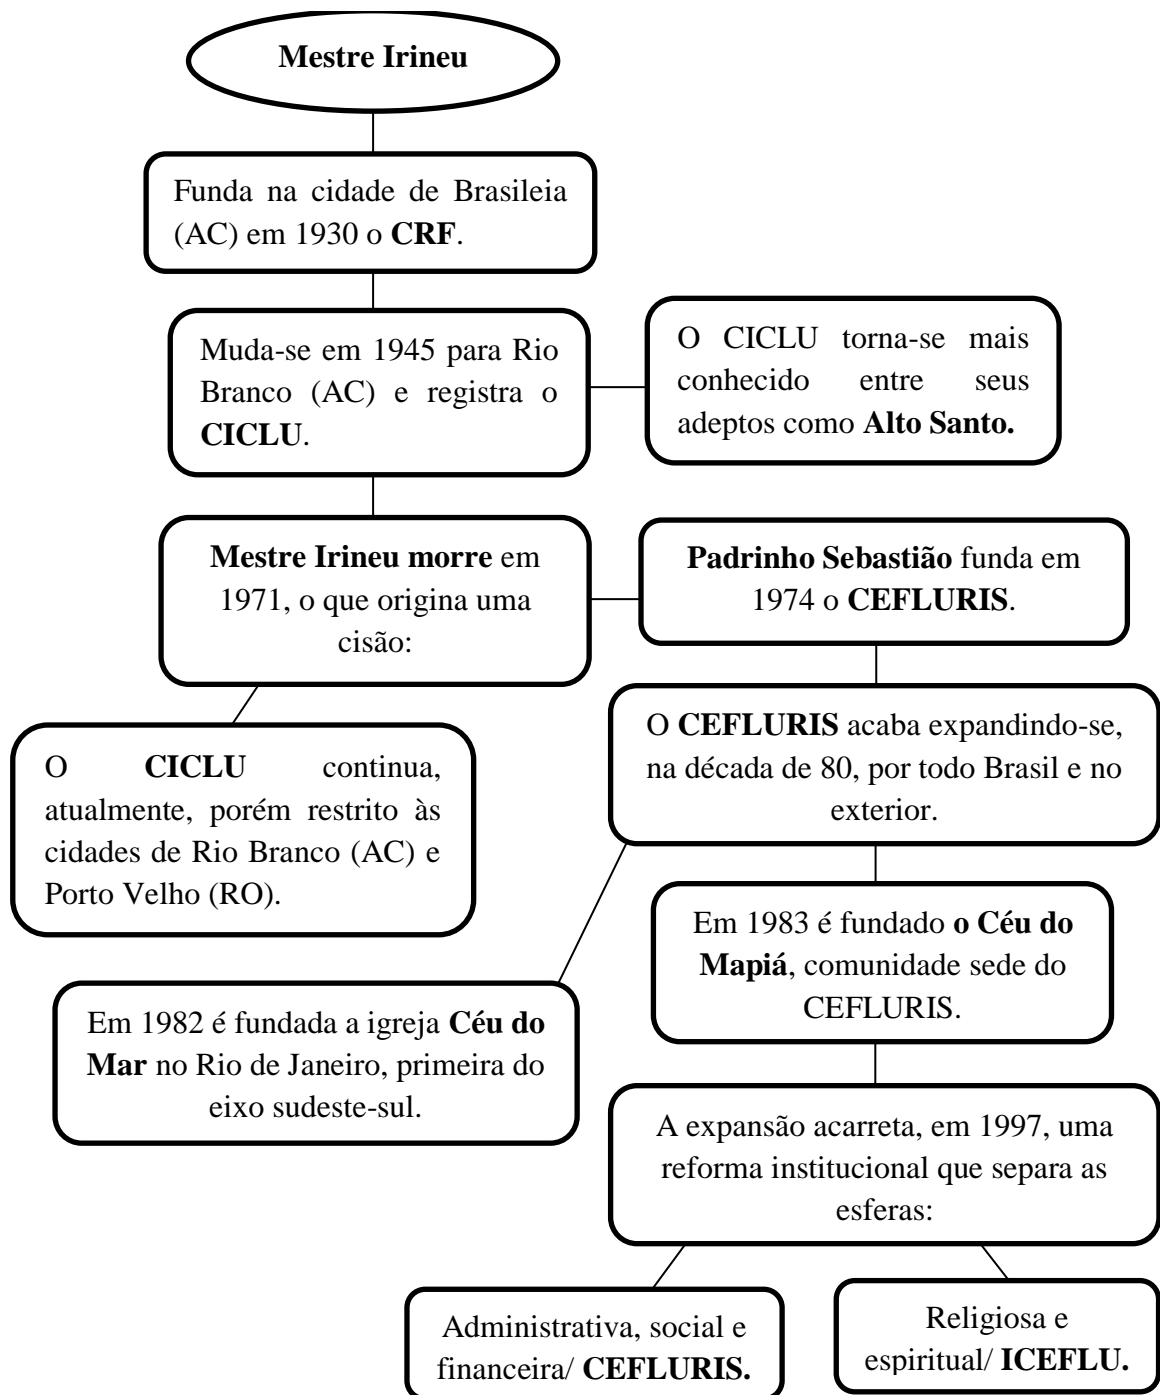 Mestre Irineu
Funda na cidade de Brasileia
(AC) em 1930 o CRF.
Muda-se em 1945 para Rio
Branco (AC) e registra o
CICLU.
O CICLU torna-se mais
conhecido entre seus
adeptos como Alto Santo.
Mestre Irineu morre em
1971, o que origina uma
cisão:
Padrinho Sebastião funda em
1974 o CEFLURIS.
O CICLU continua,
atualmente, porém restrito às
cidades de Rio Branco (AC) e
Porto Velho (RO).
O CEFLURIS acaba expandindo-se,
na década de 80, por todo Brasil e no
exterior.
Em 1982 é fundada a igreja Céu do
Mar no Rio de Janeiro, primeira do
eixo sudeste-sul.
Em 1983 é fundado o Céu do
Mapiá, comunidade sede do
CEFLURIS.
A expansão acarreta, em 1997, uma
reforma institucional que separa as
esferas:
Administrativa, social e
financeira/ CEFLURIS.
Religiosa e
espiritual/ ICEFLU.